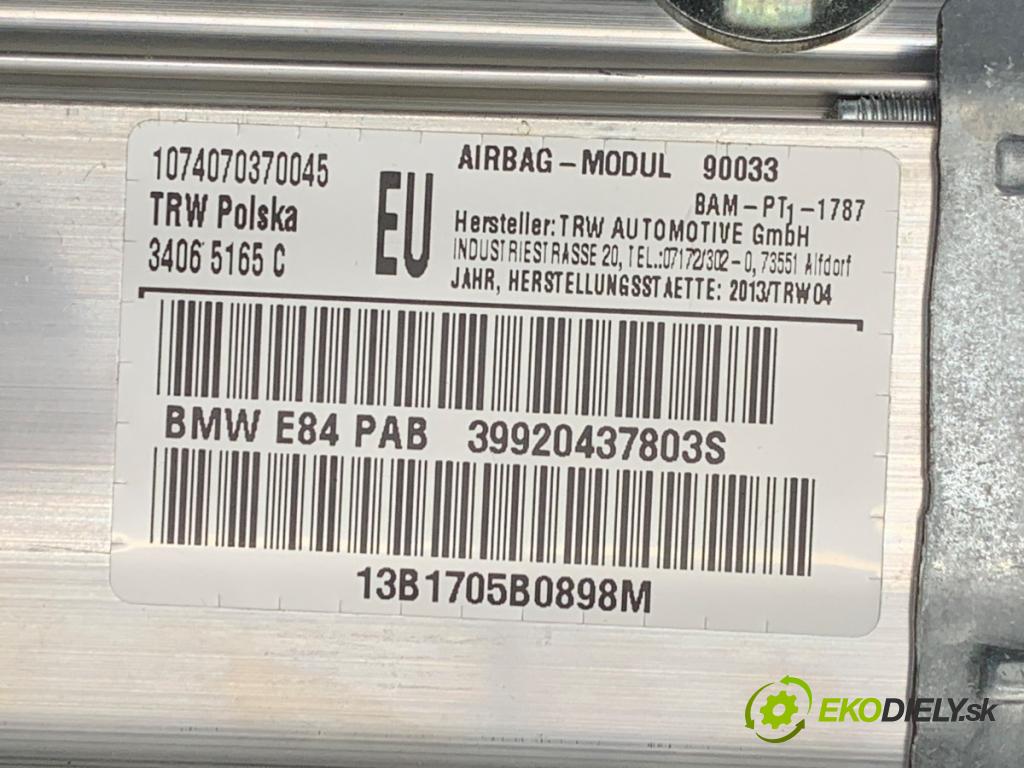 1074070370045
TRW Polska
3406 5165 C
EU
AIRBAG-MODUL 90033
BAM-PT1-1787
Hersteller: TRW AUTOMOTIVE GmbH
INDUSTRIESTRASSE 20, TEL.:07172/302-0, 73551 Alfdorf
JAHR, HERSTELLUNGSSTAETTE: 2013/TRW04
BMW E84 PAB 39920437803S
13B1705B0898M
EKODIELY.sk